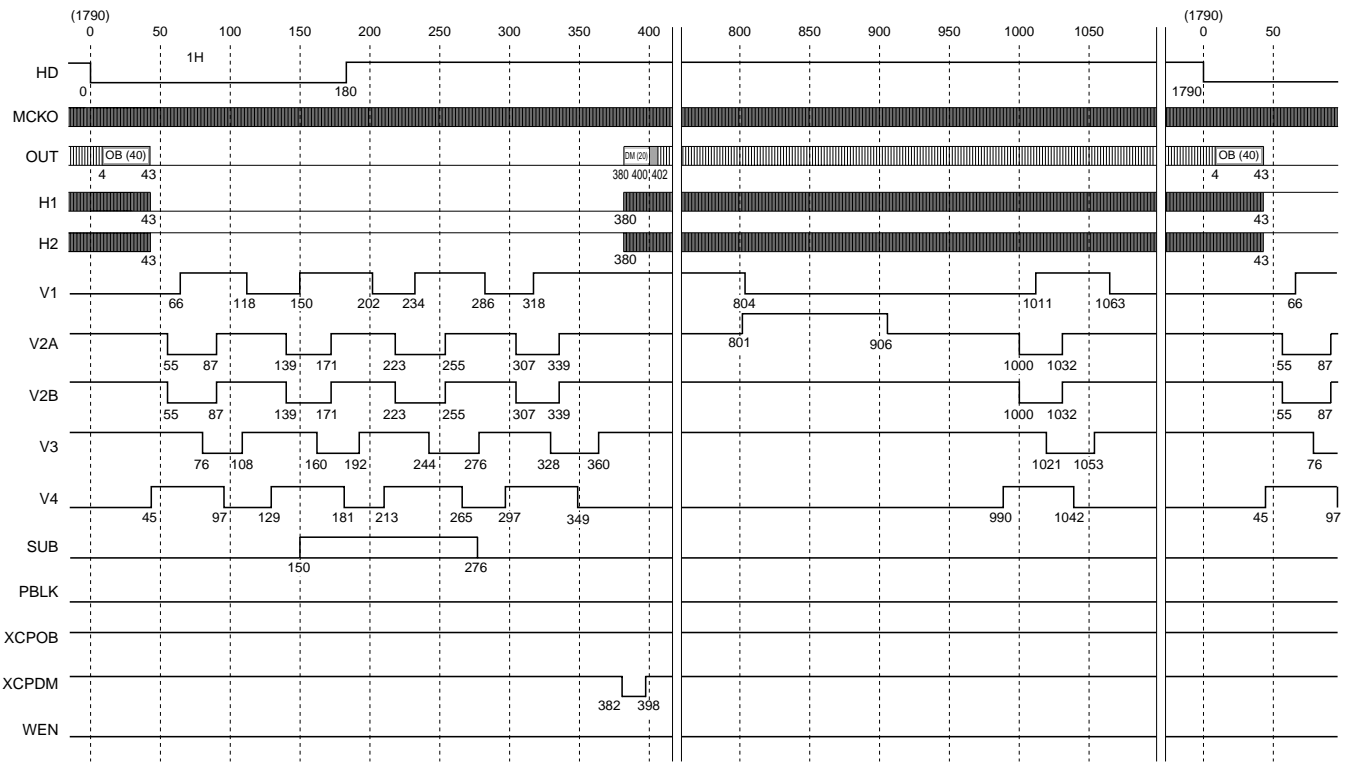 (1790) (1790)
0 50 100 150 200 250 300 350 400 800 850 900 950 1000 1050 0 50
1H
HD
0 180 1790
MCKO
OUT OB (40) DM (20) OB (40)
4 43 380 400 402 4 43
H1
43 380 43
H2
43 380 43
V1
66 118 150 202 234 286 318 804 1011 1063 66
V2A
55 87 139 171 223 255 307 339 801 906 1000 1032 55 87
V2B
55 87 139 171 223 255 307 339 1000 1032 55 87
V3
76 108 160 192 244 276 328 360 1021 1053 76
V4
45 97 129 181 213 265 297 349 990 1042 45 97
SUB
150 276
PBLK
XCPOB
XCPDM
382 398
WEN